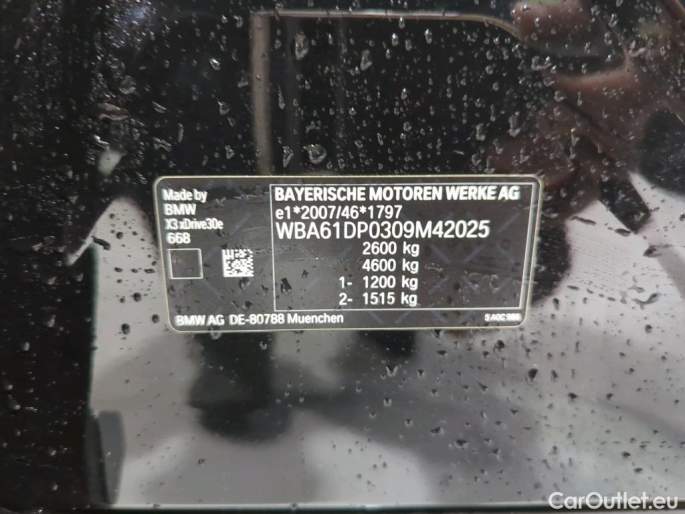 Made by
BMW
X3 xDrive30e
668
BAYERISCHE MOTOREN WERKE AG
e1*2007/46*1797
WBA61DP0309M42025
2600 kg
4600 kg
1- 1200 kg
2- 1515 kg
BMW AG DE-80788 Muenchen
CarOutlet.eu